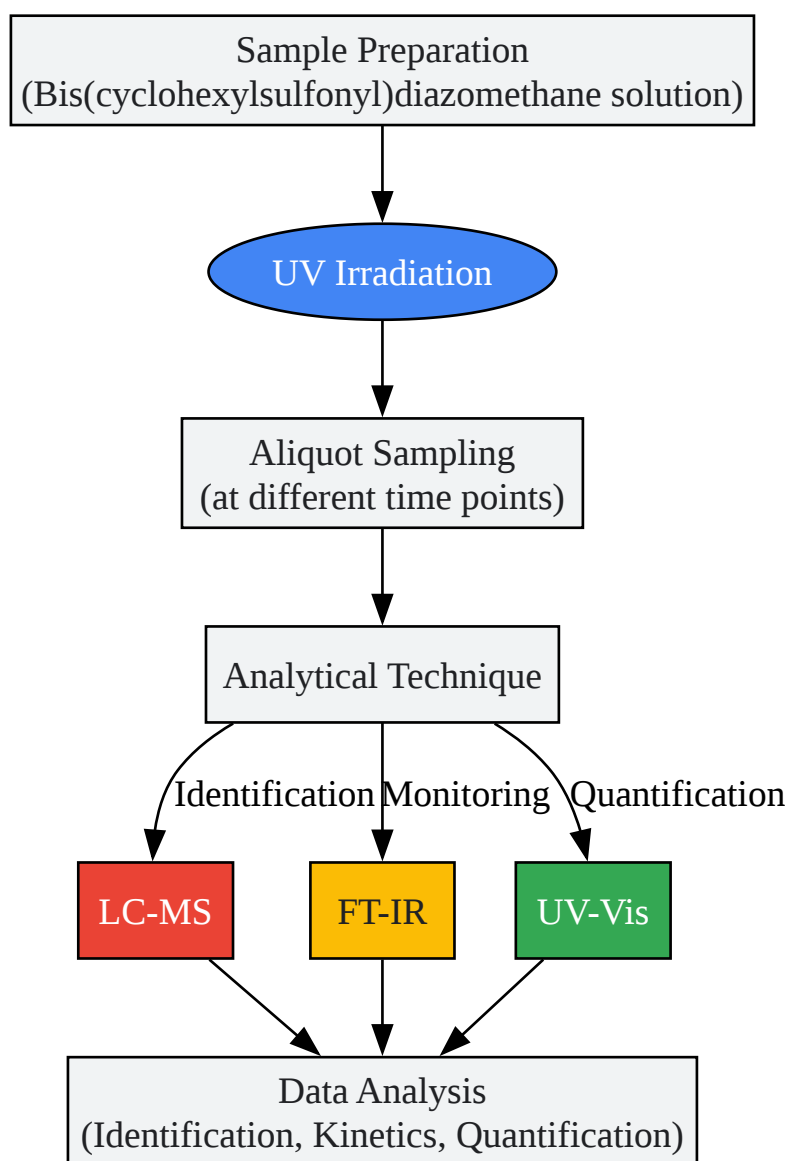 Sample Preparation
(Bis(cyclohexylsulfonyl)diazomethane solution)
UV Irradiation
Aliquot Sampling
(at different time points)
Analytical Technique
Identification
Monitoring
Quantification
LC-MS
FT-IR
UV-Vis
Data Analysis
(Identification, Kinetics, Quantification)